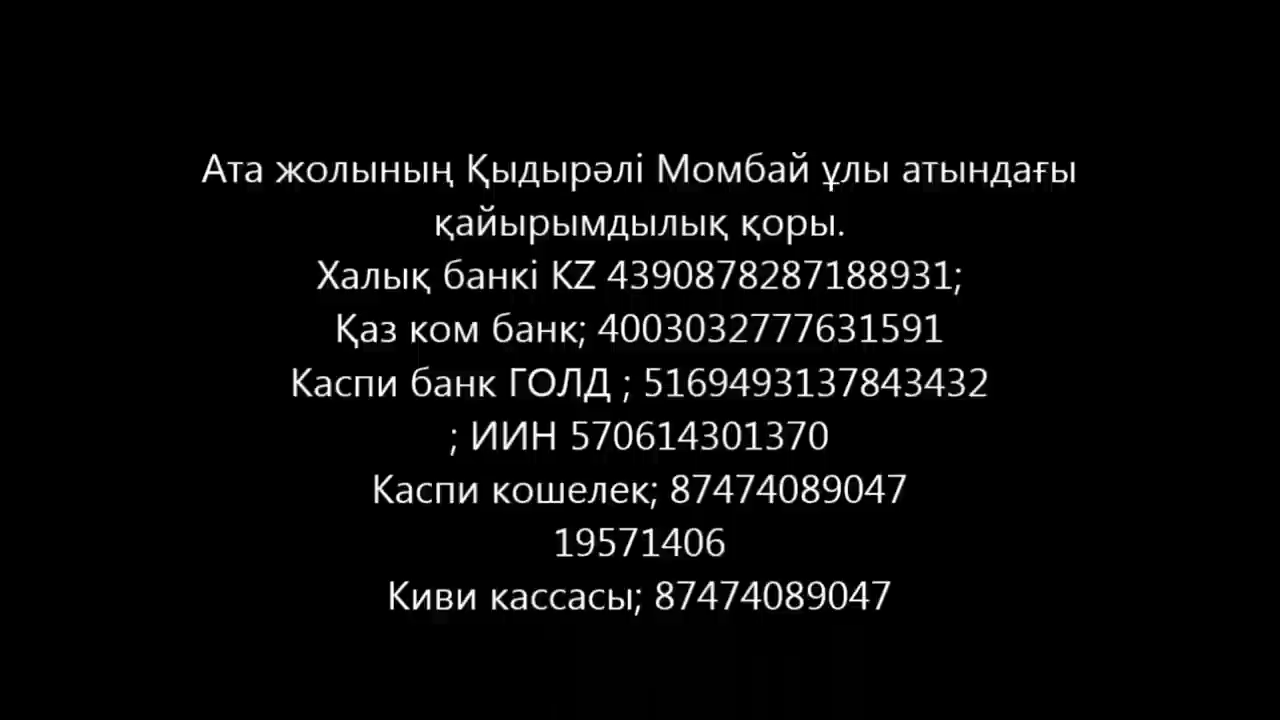 Ата жолының Қыдырәлі Момбай ұлы атындағы
қайырымдылық қоры.
Халық банкі KZ 4390878287188931;
Қаз ком банк; 4003032777631591
Каспи банк ГОЛД ; 5169493137843432
; ИИН 570614301370
Каспи кошелек; 87474089047
19571406
Киви кассасы; 87474089047